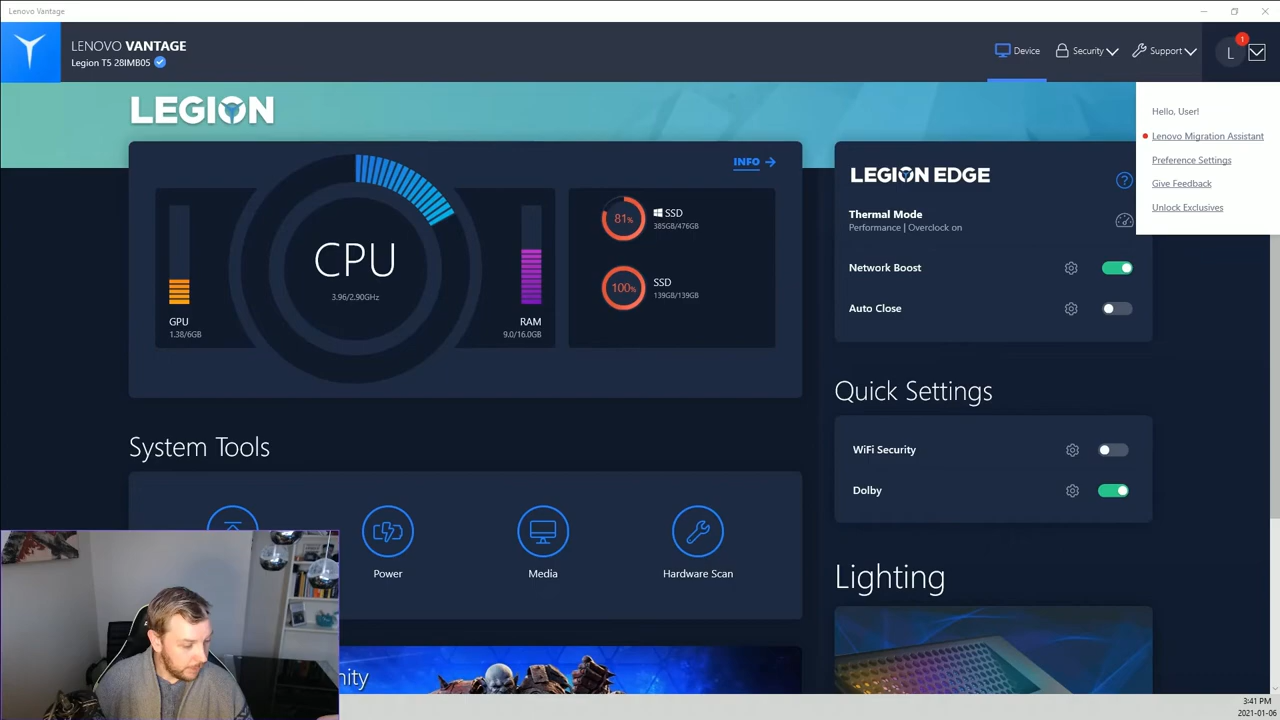 Lenovo Vantage
LENOVO VANTAGE
Legion T5 28IMB05
Device
Security
Support
L
1
LEGION
Hello, User!
Lenovo Migration Assistant
Preference Settings
Give Feedback
Unlock Exclusives
INFO
CPU
3.96/2.90GHz
GPU
1.38/6GB
RAM
9.0/16.0GB
81%
SSD
385GB/476GB
100%
SSD
139GB/139GB
LEGION EDGE
?
Thermal Mode
Performance | Overclock on
Network Boost
Auto Close
Quick Settings
WiFi Security
Dolby
System Tools
Power
Media
Hardware Scan
Lighting
nity
3:41 PM
2021-01-06